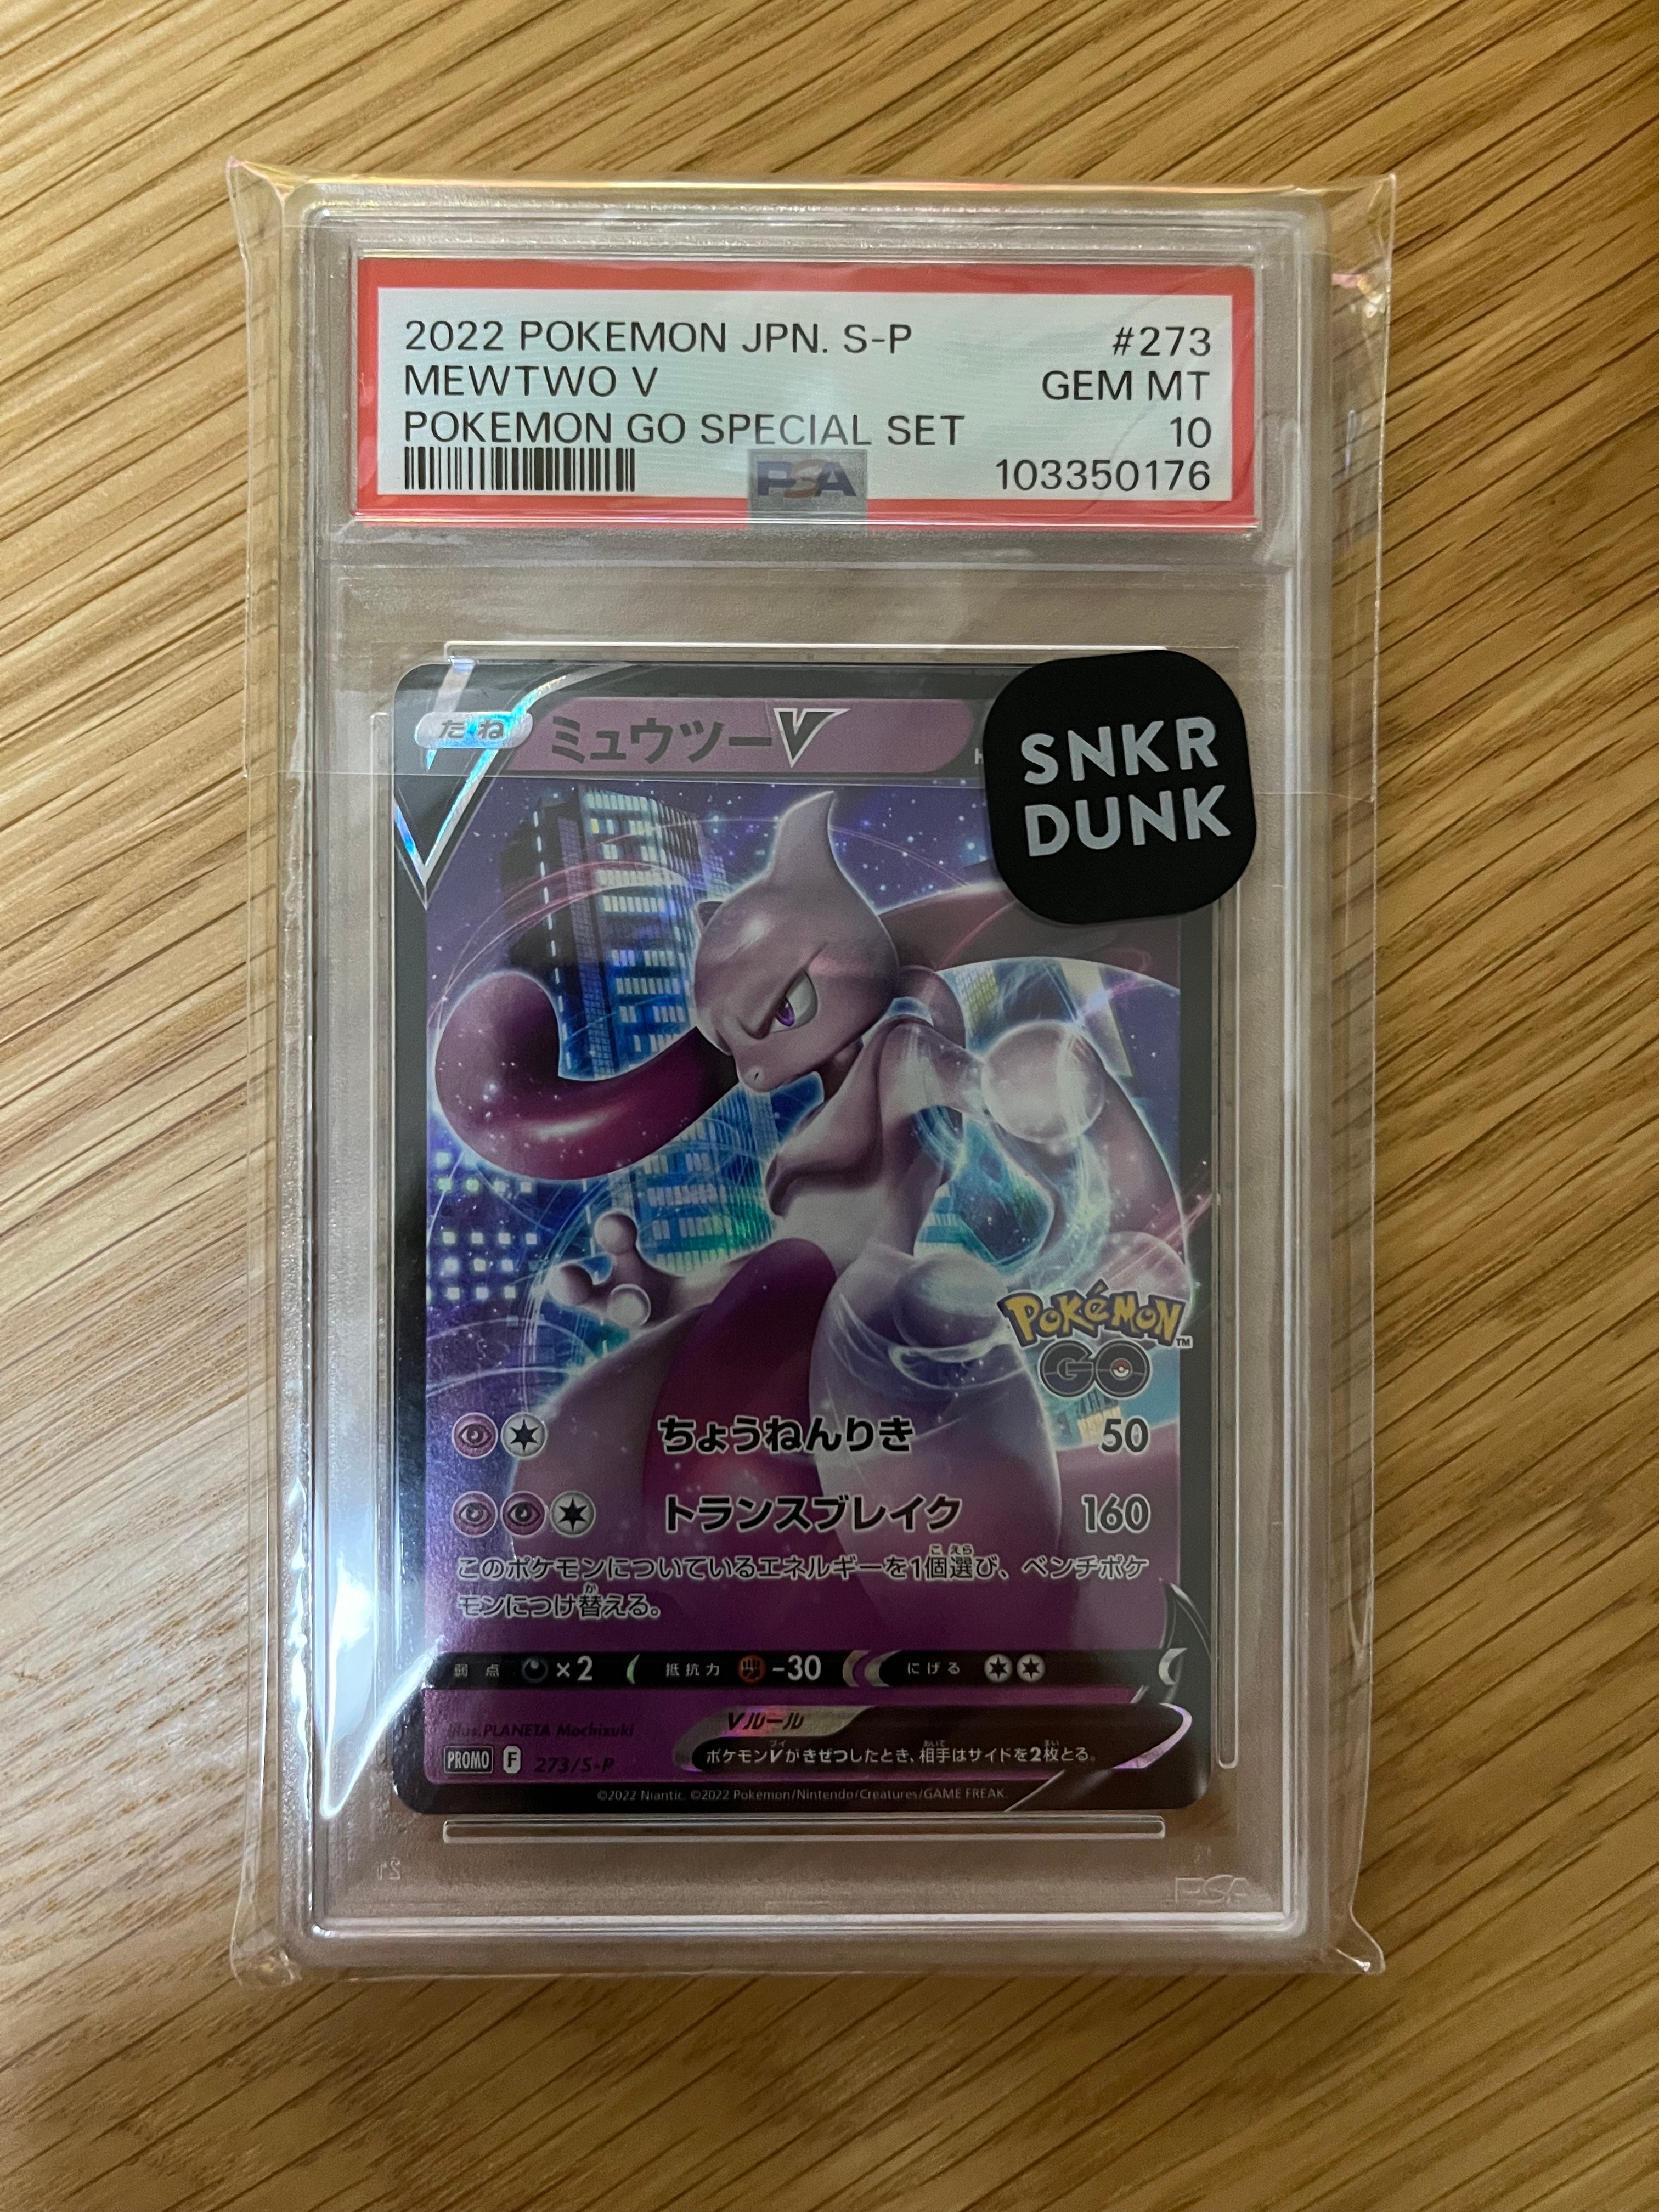 2022 POKEMON JPN. S-P #273
MEWTWO V GEM MT
POKEMON GO SPECIAL SET 10
103350176
PSA
たね ミュウツーV
SNKR
DUNK
Pokémon™
GO
ちょうねんりき 50
トランスブレイク 160
このポケモンについているエネルギーを1個選び、ベンチポケ
モンにつけ替える。
弱点 ×2 抵抗力 -30 にげる
illus.PLANETA Mochizuki
Vルール
PROMO F 273/S-P
ポケモンVがきぜつしたとき、相手はサイドを2枚とる。
©2022 Niantic. ©2022 Pokémon/Nintendo/Creatures/GAME FREAK.
PSA